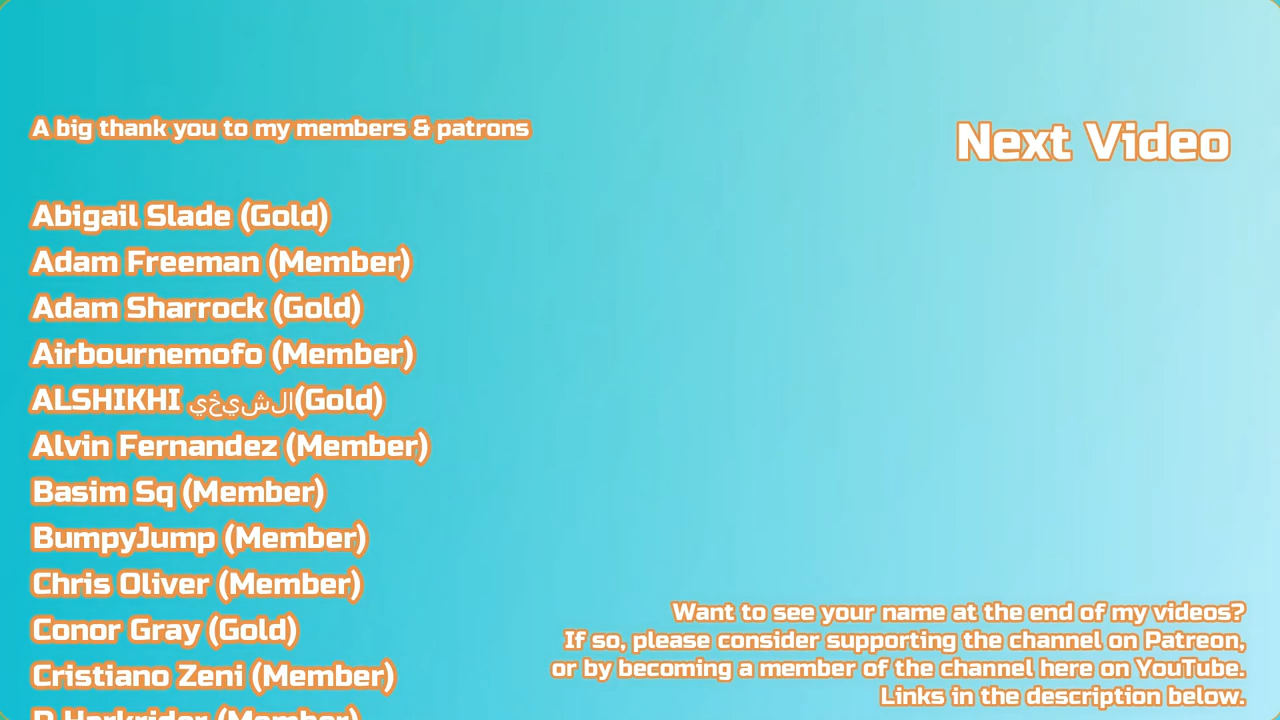 A big thank you to my members & patrons
Next Video
Abigail Slade (Gold)
Adam Freeman (Member)
Adam Sharrock (Gold)
Airbournemofo (Member)
ALSHIKHI الشيخي(Gold)
Alvin Fernandez (Member)
Basim Sq (Member)
BumpyJump (Member)
Chris Oliver (Member)
Conor Gray (Gold)
Cristiano Zeni (Member)
D Harkrider (Member)
Want to see your name at the end of my videos?
If so, please consider supporting the channel on Patreon,
or by becoming a member of the channel here on YouTube.
Links in the description below.